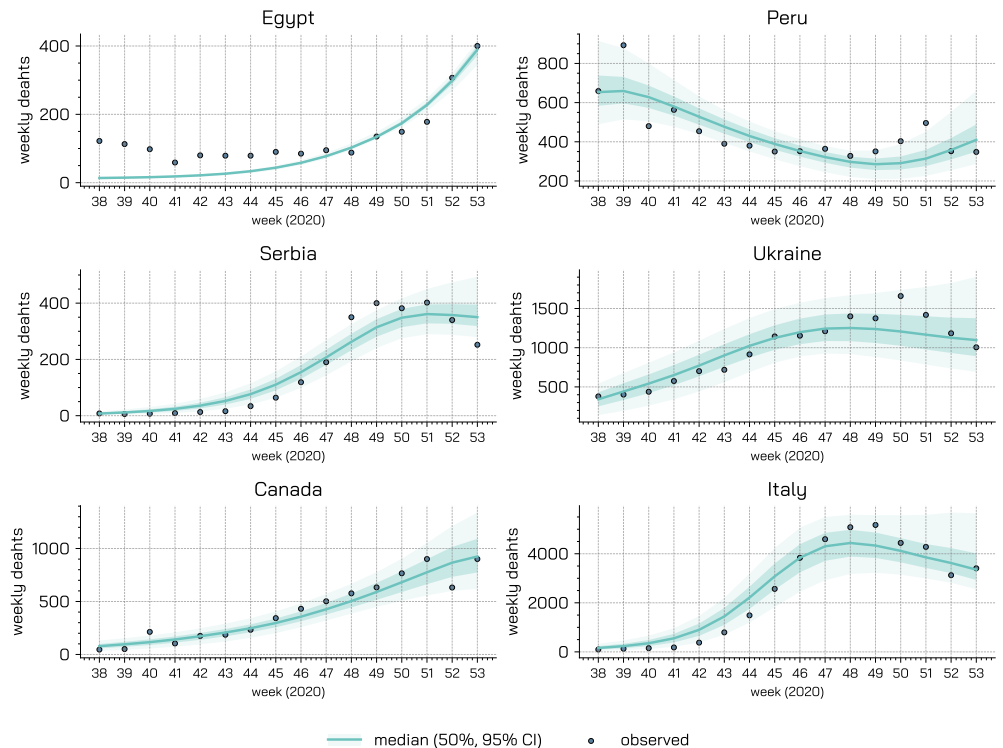 Egypt
400
200
0
weekly deahts
38 39 40 41 42 43 44 45 46 47 48 49 50 51 52 53
week (2020)
Peru
800
600
400
200
weekly deahts
38 39 40 41 42 43 44 45 46 47 48 49 50 51 52 53
week (2020)
Serbia
400
200
0
weekly deahts
38 39 40 41 42 43 44 45 46 47 48 49 50 51 52 53
week (2020)
Ukraine
1500
1000
500
weekly deahts
38 39 40 41 42 43 44 45 46 47 48 49 50 51 52 53
week (2020)
Canada
1000
500
0
weekly deahts
38 39 40 41 42 43 44 45 46 47 48 49 50 51 52 53
week (2020)
Italy
4000
2000
0
weekly deahts
38 39 40 41 42 43 44 45 46 47 48 49 50 51 52 53
week (2020)
median (50%, 95% CI) observed